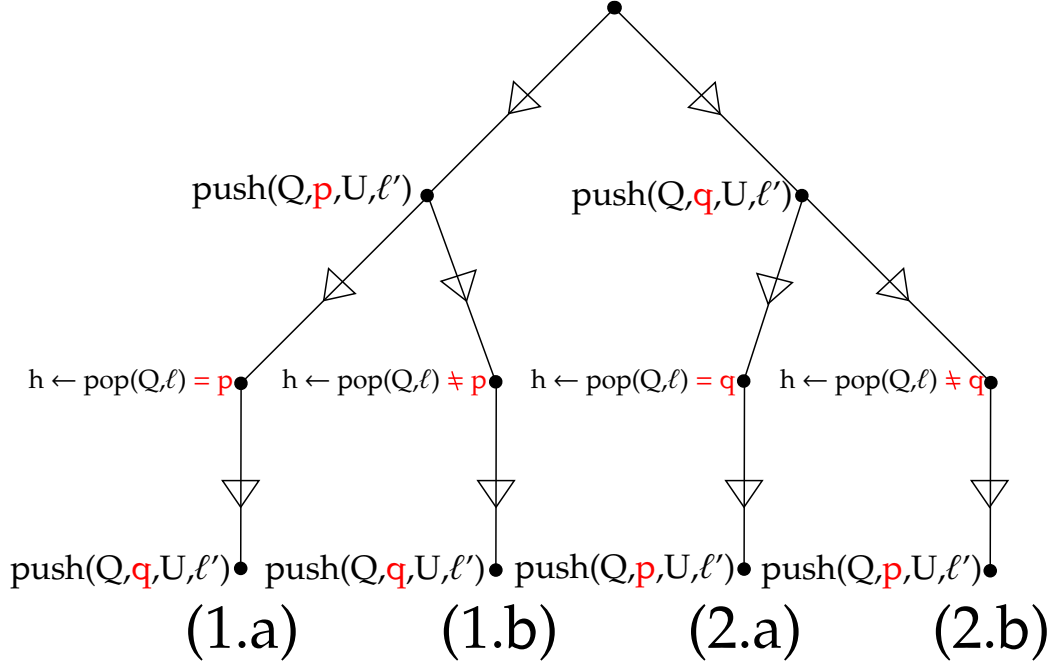 push(Q,p,U,ℓ’)
push(Q,q,U,ℓ’)
h ← pop(Q,ℓ) = p
h ← pop(Q,ℓ) ≠ p
h ← pop(Q,ℓ) = q
h ← pop(Q,ℓ) ≠ q
push(Q,q,U,ℓ’)
push(Q,q,U,ℓ’)
push(Q,p,U,ℓ’)
push(Q,p,U,ℓ’)
(1.a)
(1.b)
(2.a)
(2.b)